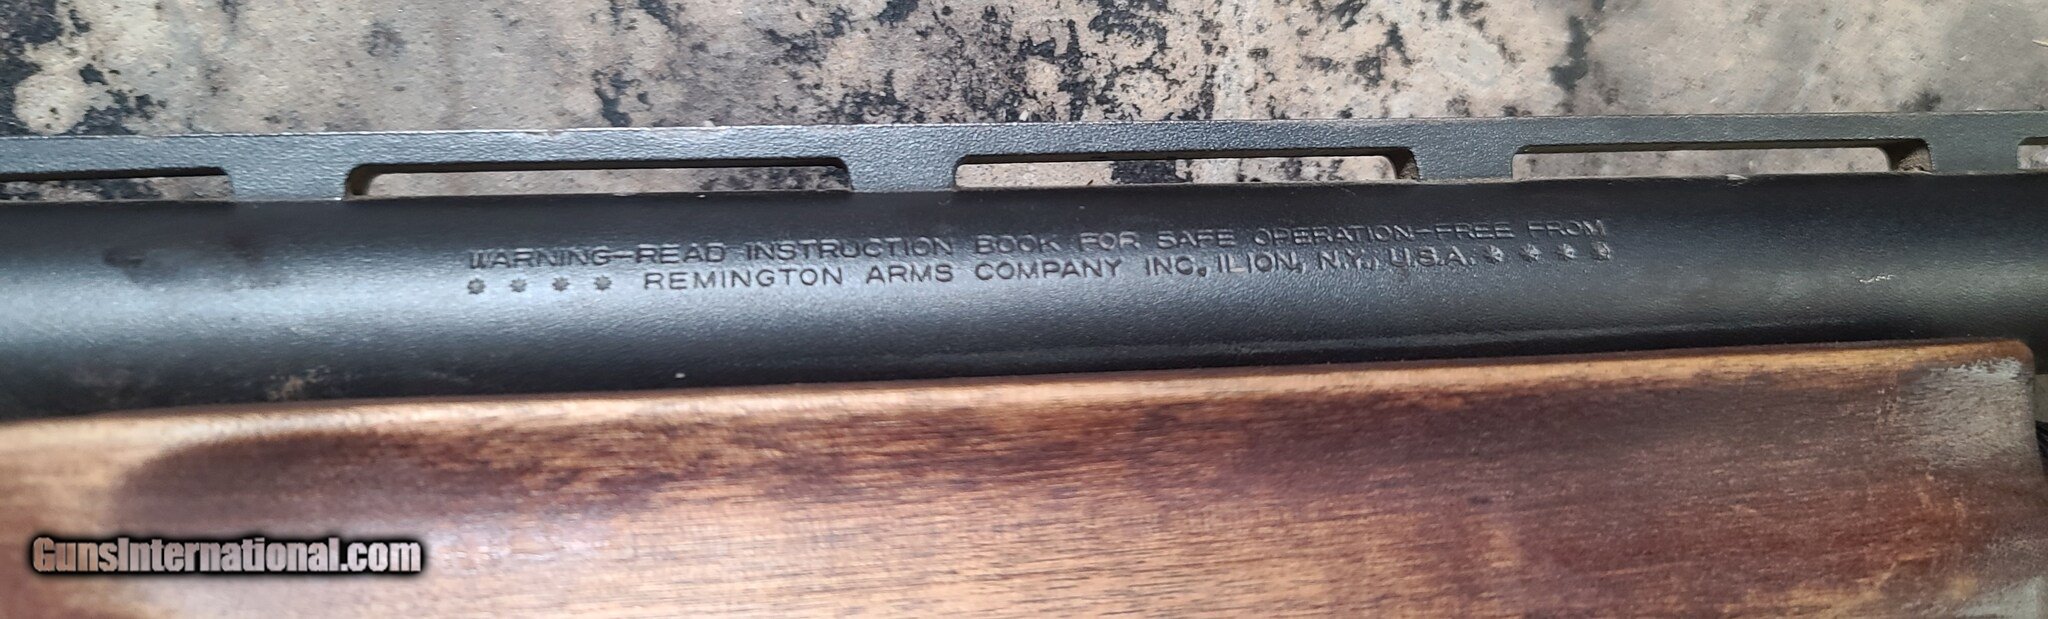 WARNING-READ INSTRUCTION BOOK FOR SAFE OPERATION-FREE FROM
* * * * REMINGTON ARMS COMPANY INC., ILION, N.Y., U.S.A. * * * *
GunsInternational.com